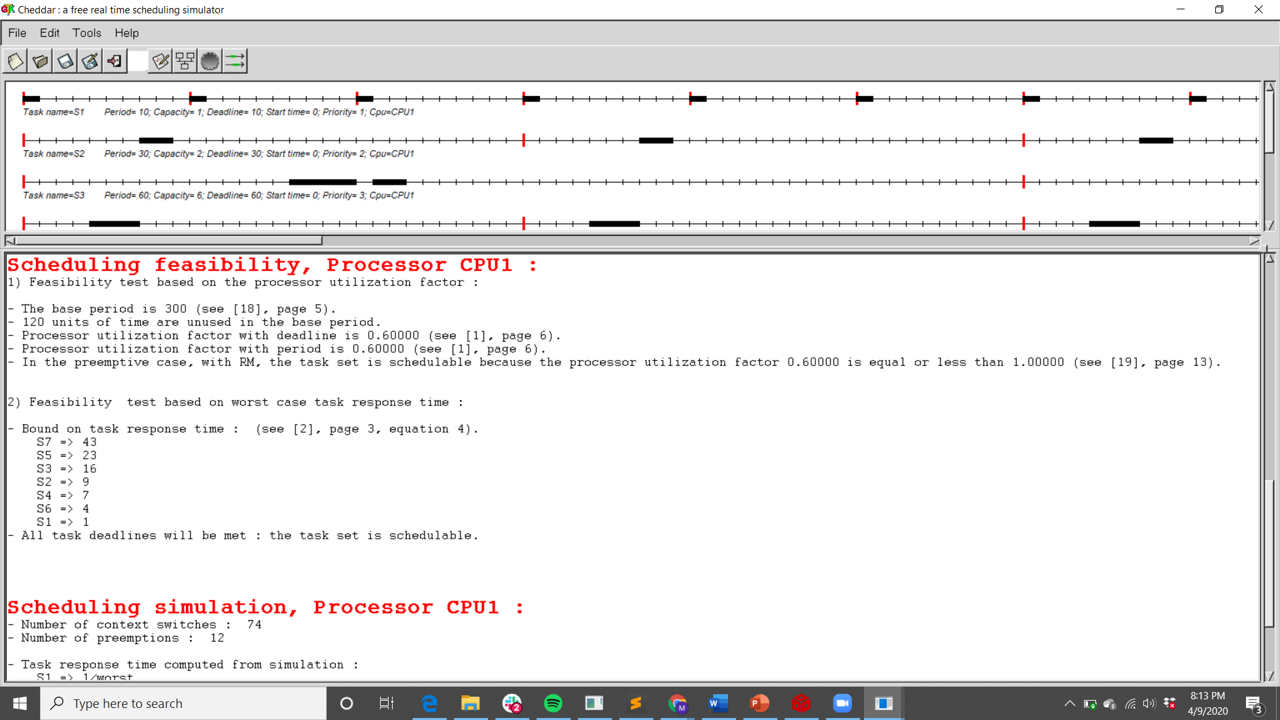 Cheddar : a free real time scheduling simulator
File Edit Tools Help
Task name=S1 Period= 10; Capacity= 1; Deadline= 10; Start time= 0; Priority= 1; Cpu=CPU1
Task name=S2 Period= 30; Capacity= 2; Deadline= 30; Start time= 0; Priority= 2; Cpu=CPU1
Task name=S3 Period= 60; Capacity= 6; Deadline= 60; Start time= 0; Priority= 3; Cpu=CPU1
Scheduling feasibility, Processor CPU1 :
1) Feasibility test based on the processor utilization factor :
- The base period is 300 (see [18], page 5).
- 120 units of time are unused in the base period.
- Processor utilization factor with deadline is 0.60000 (see [1], page 6).
- Processor utilization factor with period is 0.60000 (see [1], page 6).
- In the preemptive case, with RM, the task set is schedulable because the processor utilization factor 0.60000 is equal or less than 1.00000 (see [19], page 13).
2) Feasibility test based on worst case task response time :
- Bound on task response time : (see [2], page 3, equation 4).
S7 => 43
S5 => 23
S3 => 16
S2 => 9
S4 => 7
S6 => 4
S1 => 1
- All task deadlines will be met : the task set is schedulable.
Scheduling simulation, Processor CPU1 :
- Number of context switches : 74
- Number of preemptions : 12
- Task response time computed from simulation :
S1 => 1/worst
Type here to search
8:13 PM
4/9/2020